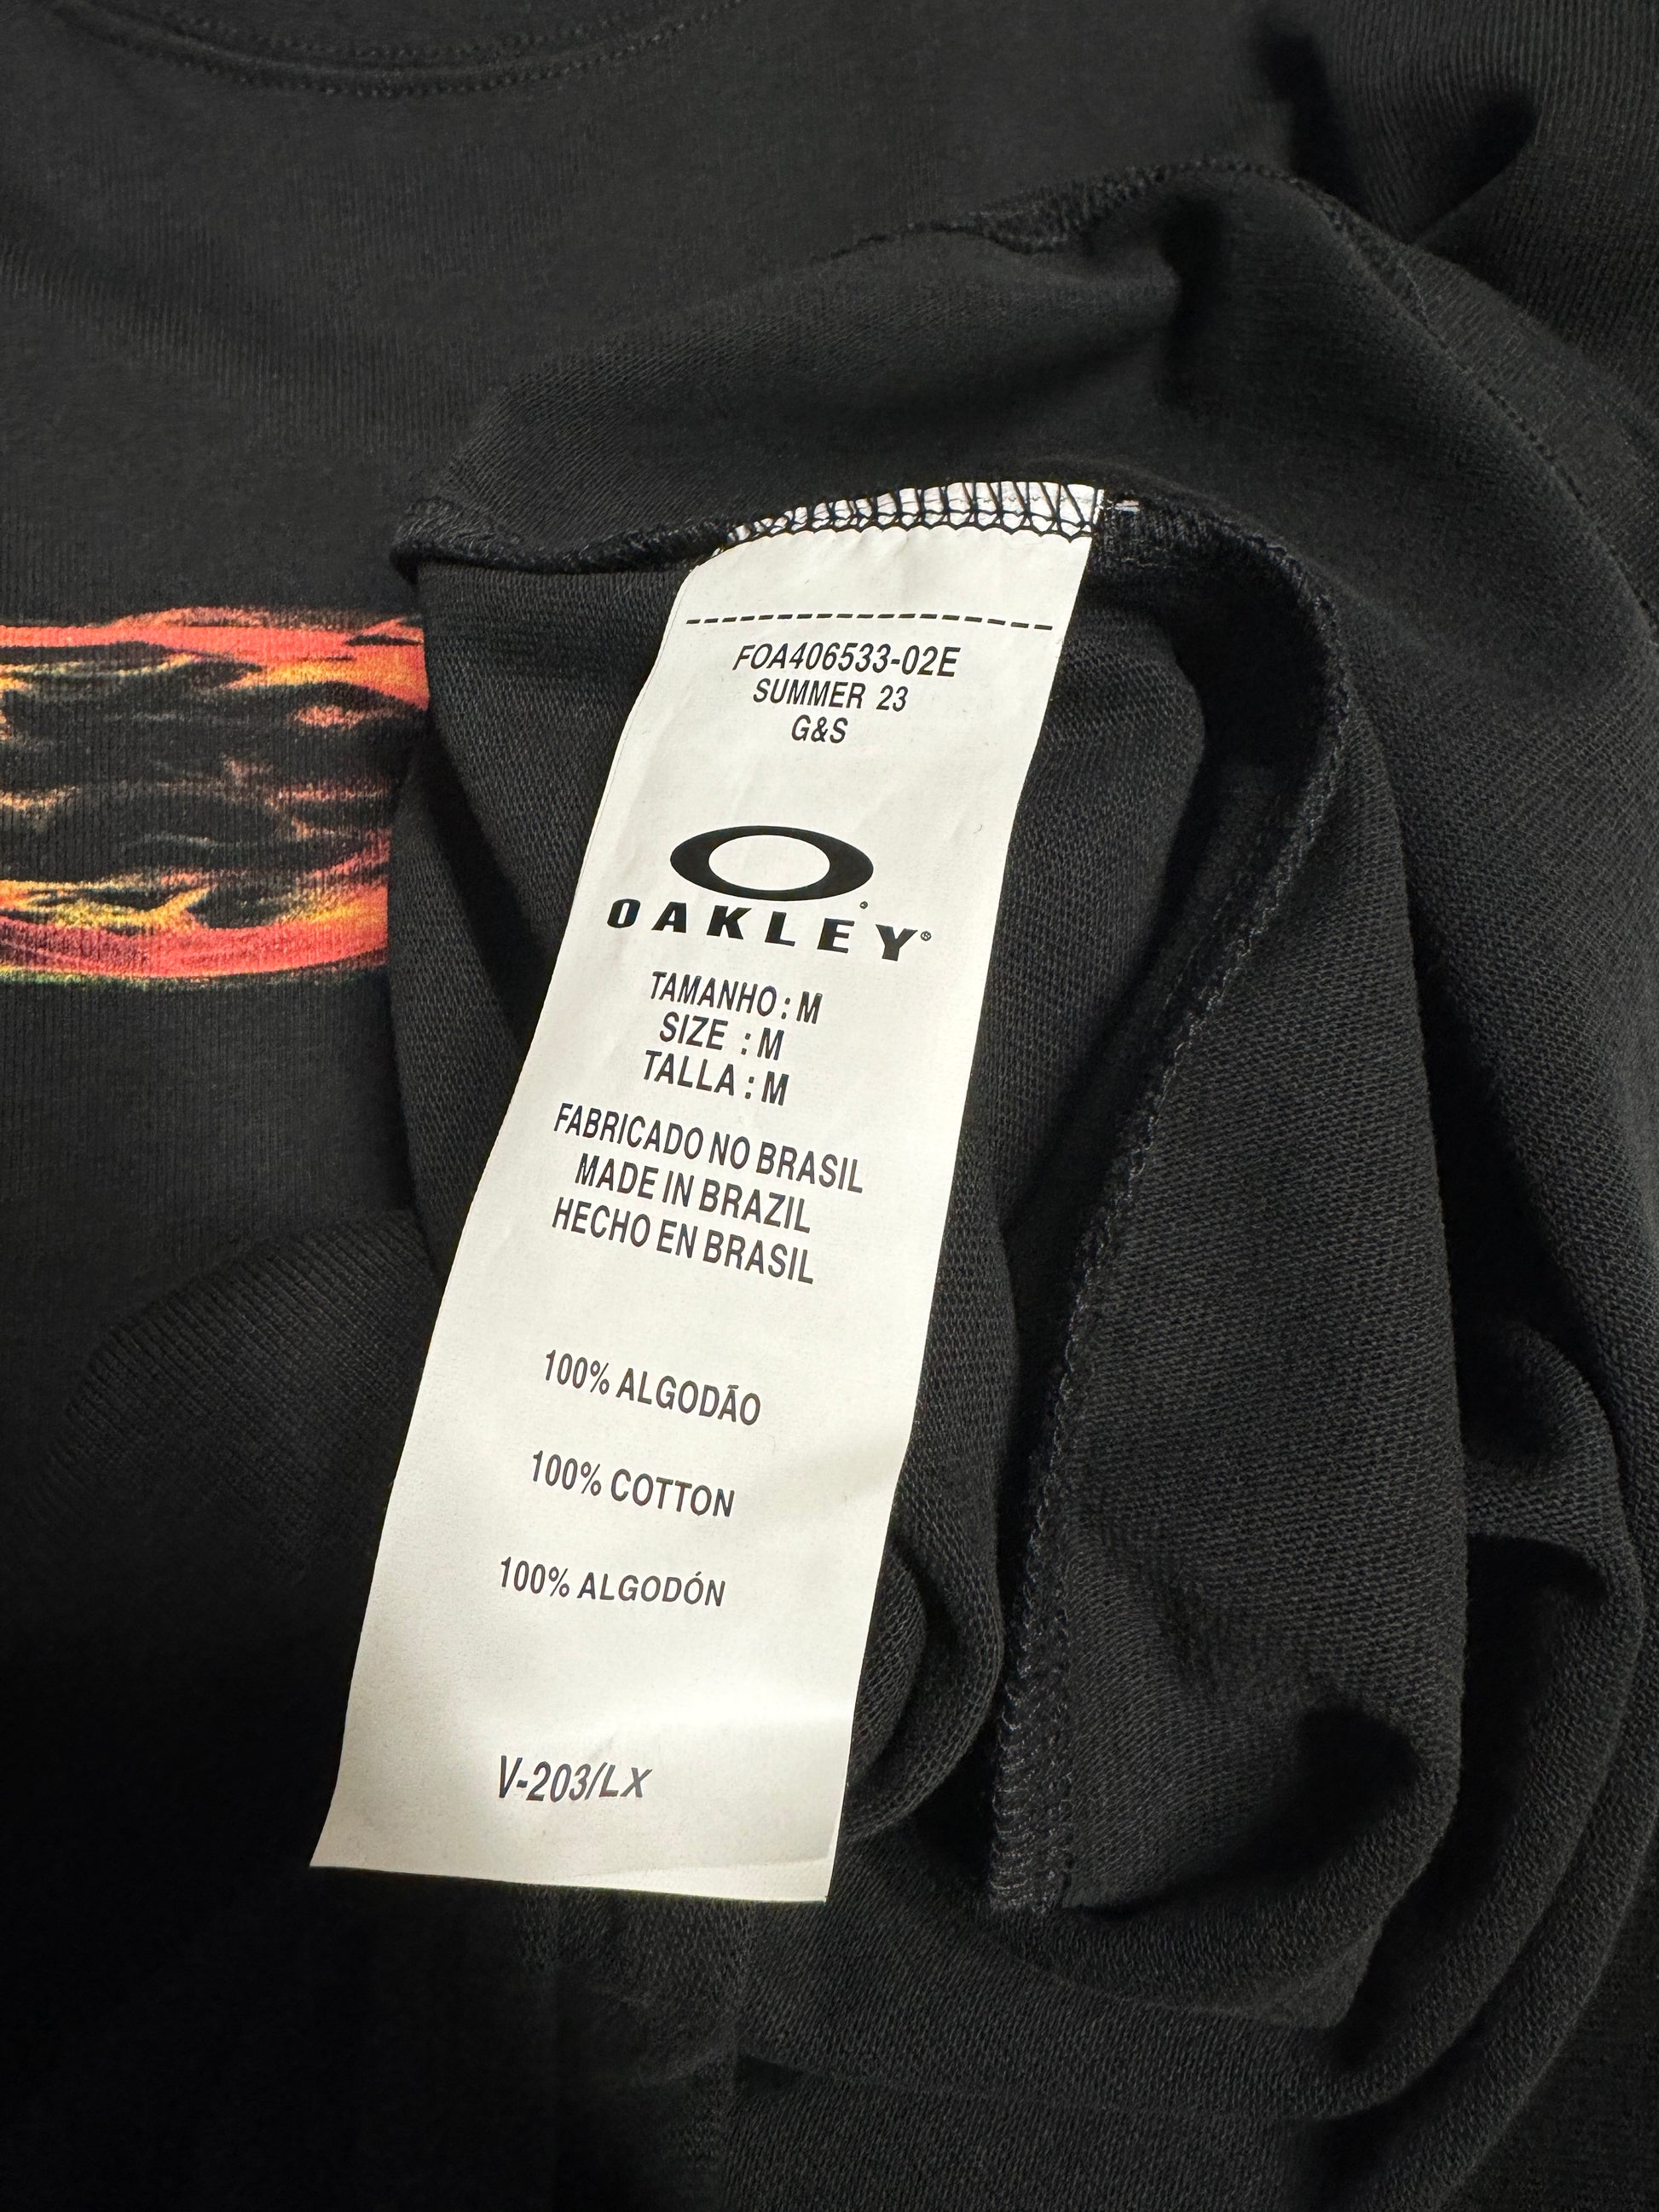 FOA406533-02E
SUMMER 23
G&S
OAKLEY®
TAMANHO : M
SIZE : M
TALLA : M
FABRICADO NO BRASIL
MADE IN BRAZIL
HECHO EN BRASIL
100% ALGODÃO
100% COTTON
100% ALGODÓN
V-203/LX